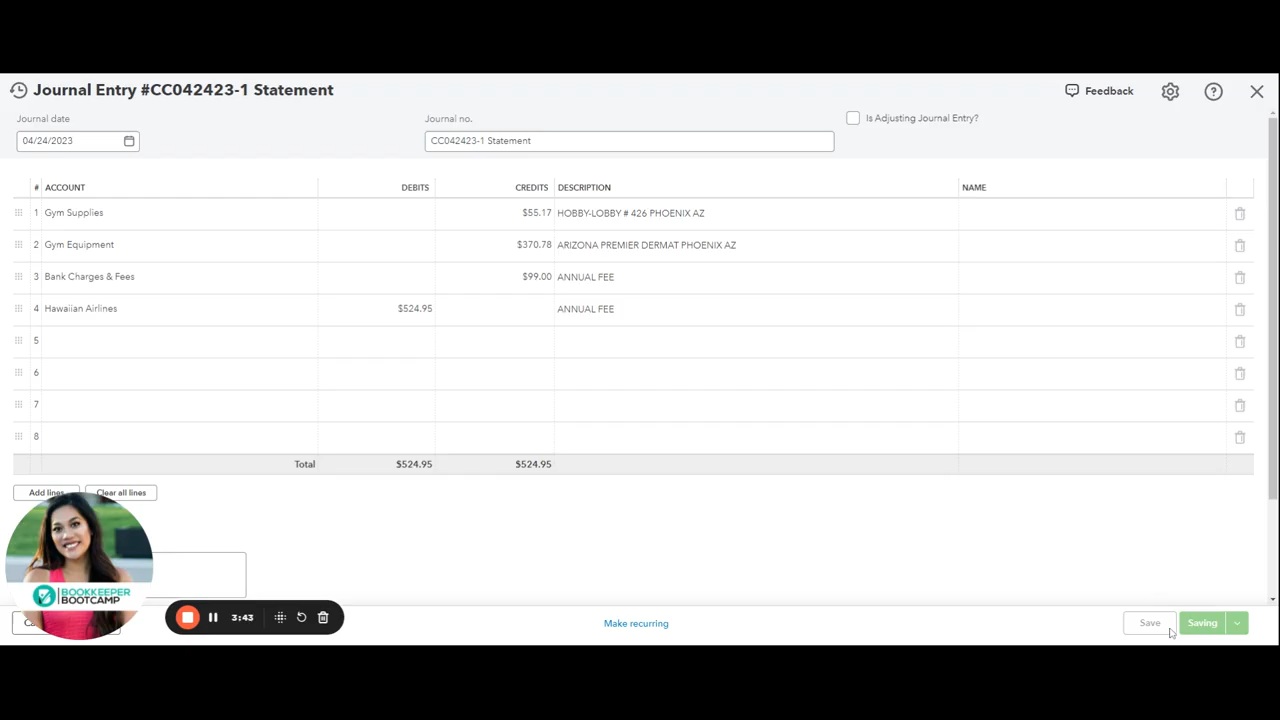 Journal Entry #CC042423-1 Statement
Feedback
Journal date
Journal no.
Is Adjusting Journal Entry?
04/24/2023
CC042423-1 Statement
# ACCOUNT DEBITS CREDITS DESCRIPTION NAME
1 Gym Supplies $55.17 HOBBY-LOBBY # 426 PHOENIX AZ
2 Gym Equipment $370.78 ARIZONA PREMIER DERMAT PHOENIX AZ
3 Bank Charges & Fees $99.00 ANNUAL FEE
4 Hawaiian Airlines $524.95 ANNUAL FEE
5
6
7
8
Total $524.95 $524.95
Add lines Clear all lines
BOOKKEEPER
BOOTCAMP
3:43
Make recurring
Save Saving